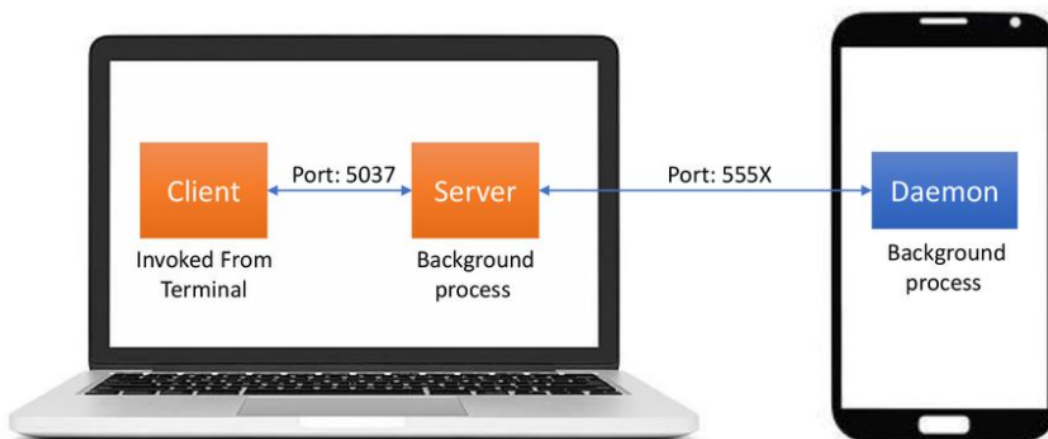 Client
Port: 5037
Server
Port: 555X
Daemon
Invoked From
Terminal
Background
process
Background
process